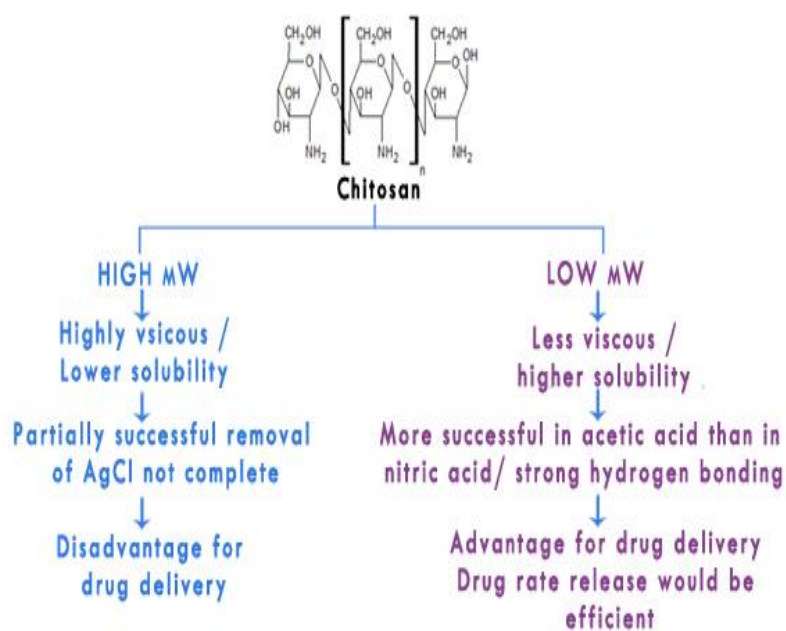 CH₂OH
CH₂OH
CH₂OH
OH
O
O
O
OH
OH
OH
O
O
OH
NH₂
NH₂
NH₂
n
Chitosan
HIGH MW
Highly vsicous /
Lower solubility
Partially successful removal
of AgCl not complete
Disadvantage for
drug delivery
LOW MW
Less viscous /
higher solubility
More successful in acetic acid than in
nitric acid/ strong hydrogen bonding
Advantage for drug delivery
Drug rate release would be
efficient